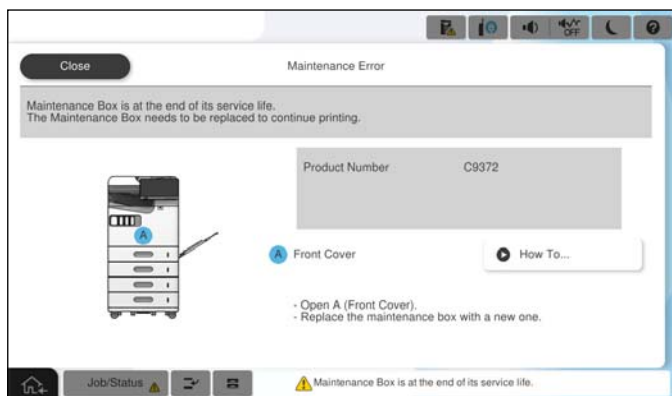 OFF
Close
Maintenance Error
Maintenance Box is at the end of its service life.
The Maintenance Box needs to be replaced to continue printing.
Product Number C9372
A
A Front Cover
How To...
- Open A (Front Cover).
- Replace the maintenance box with a new one.
Job/Status
Maintenance Box is at the end of its service life.